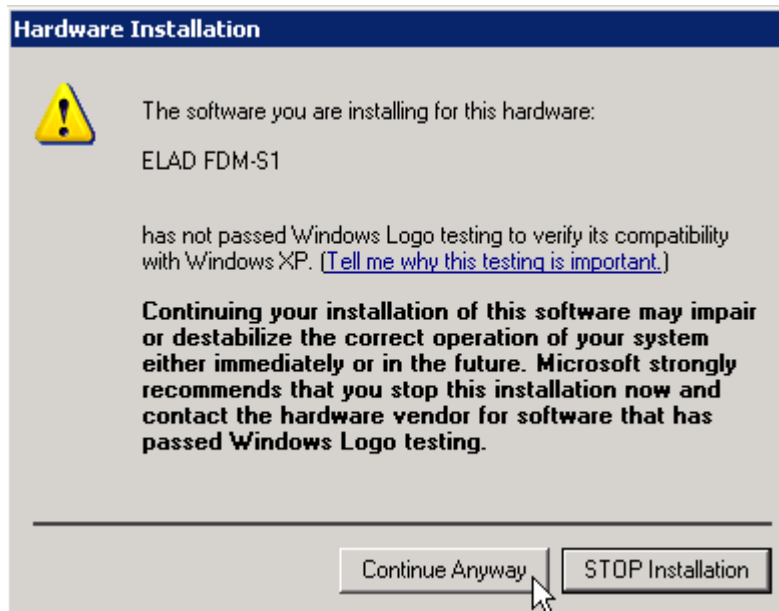 Hardware Installation
The software you are installing for this hardware:
ELAD FDM-S1
has not passed Windows Logo testing to verify its compatibility
with Windows XP. (Tell me why this testing is important.)
Continuing your installation of this software may impair
or destabilize the correct operation of your system
either immediately or in the future. Microsoft strongly
recommends that you stop this installation now and
contact the hardware vendor for software that has
passed Windows Logo testing.
Continue Anyway
STOP Installation